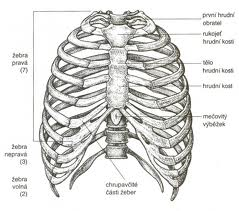 první hrudní
obratel
rukojeť
hrudní kosti
žebra
pravá
(7)
tělo
hrudní kosti
hrudní kost
mečovitý
výběžek
žebra
nepravá
(3)
žebra
volná
(2)
chrupavčité
části žeber